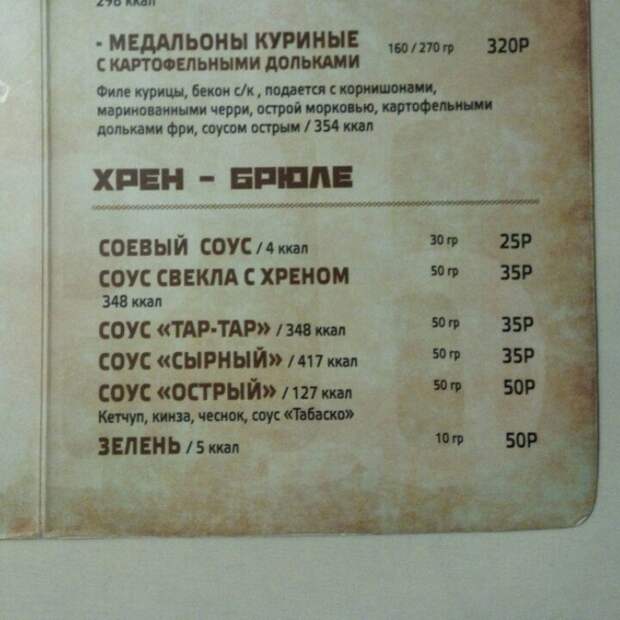 296 ккал
- МЕДАЛЬОНЫ КУРИНЫЕ 160 / 270 гр 320Р
С КАРТОФЕЛЬНЫМИ ДОЛЬКАМИ
Филе курицы, бекон с/к , подается с корнишонами,
маринованными черри, острой морковью, картофельными
дольками фри, соусом острым / 354 ккал
ХРЕН - БРЮЛЕ
СОЕВЫЙ СОУС / 4 ккал 30 гр 25Р
СОУС СВЕКЛА С ХРЕНОМ 50 гр 35Р
348 ккал
СОУС «ТАР-ТАР» / 348 ккал 50 гр 35Р
СОУС «СЫРНЫЙ» / 417 ккал 50 гр 35Р
СОУС «ОСТРЫЙ» / 127 ккал 50 гр 50Р
Кетчуп, кинза, чеснок, соус «Табаско»
ЗЕЛЕНЬ / 5 ккал 10 гр 50Р